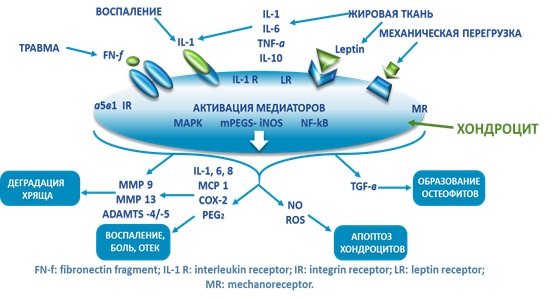 ВОСПАЛЕНИЕ
IL-1
IL-6
TNF-a
IL-10
ЖИРОВАЯ ТКАНЬ
МЕХАНИЧЕСКАЯ ПЕРЕГРУЗКА
ТРАВМА
FN-f
IL-1
Leptin
IL-1 R
LR
a5в1 IR
АКТИВАЦИЯ МЕДИАТОРОВ
MR
MAPK mPEGS- iNOS NF-kB
ХОНДРОЦИТ
ДЕГРАДАЦИЯ
ХРЯЩА
MMP 9
MMP 13
ADAMTS -4/-5
IL-1, 6, 8
MCP 1
COX-2
PEG₂
NO
ROS
TGF-в
ОБРАЗОВАНИЕ
ОСТЕОФИТОВ
ВОСПАЛЕНИЕ,
БОЛЬ, ОТЕК
АПОПТОЗ
ХОНДРОЦИТОВ
FN-f: fibronectin fragment; IL-1 R: interleukin receptor; IR: integrin receptor; LR: leptin receptor;
MR: mechanoreceptor.